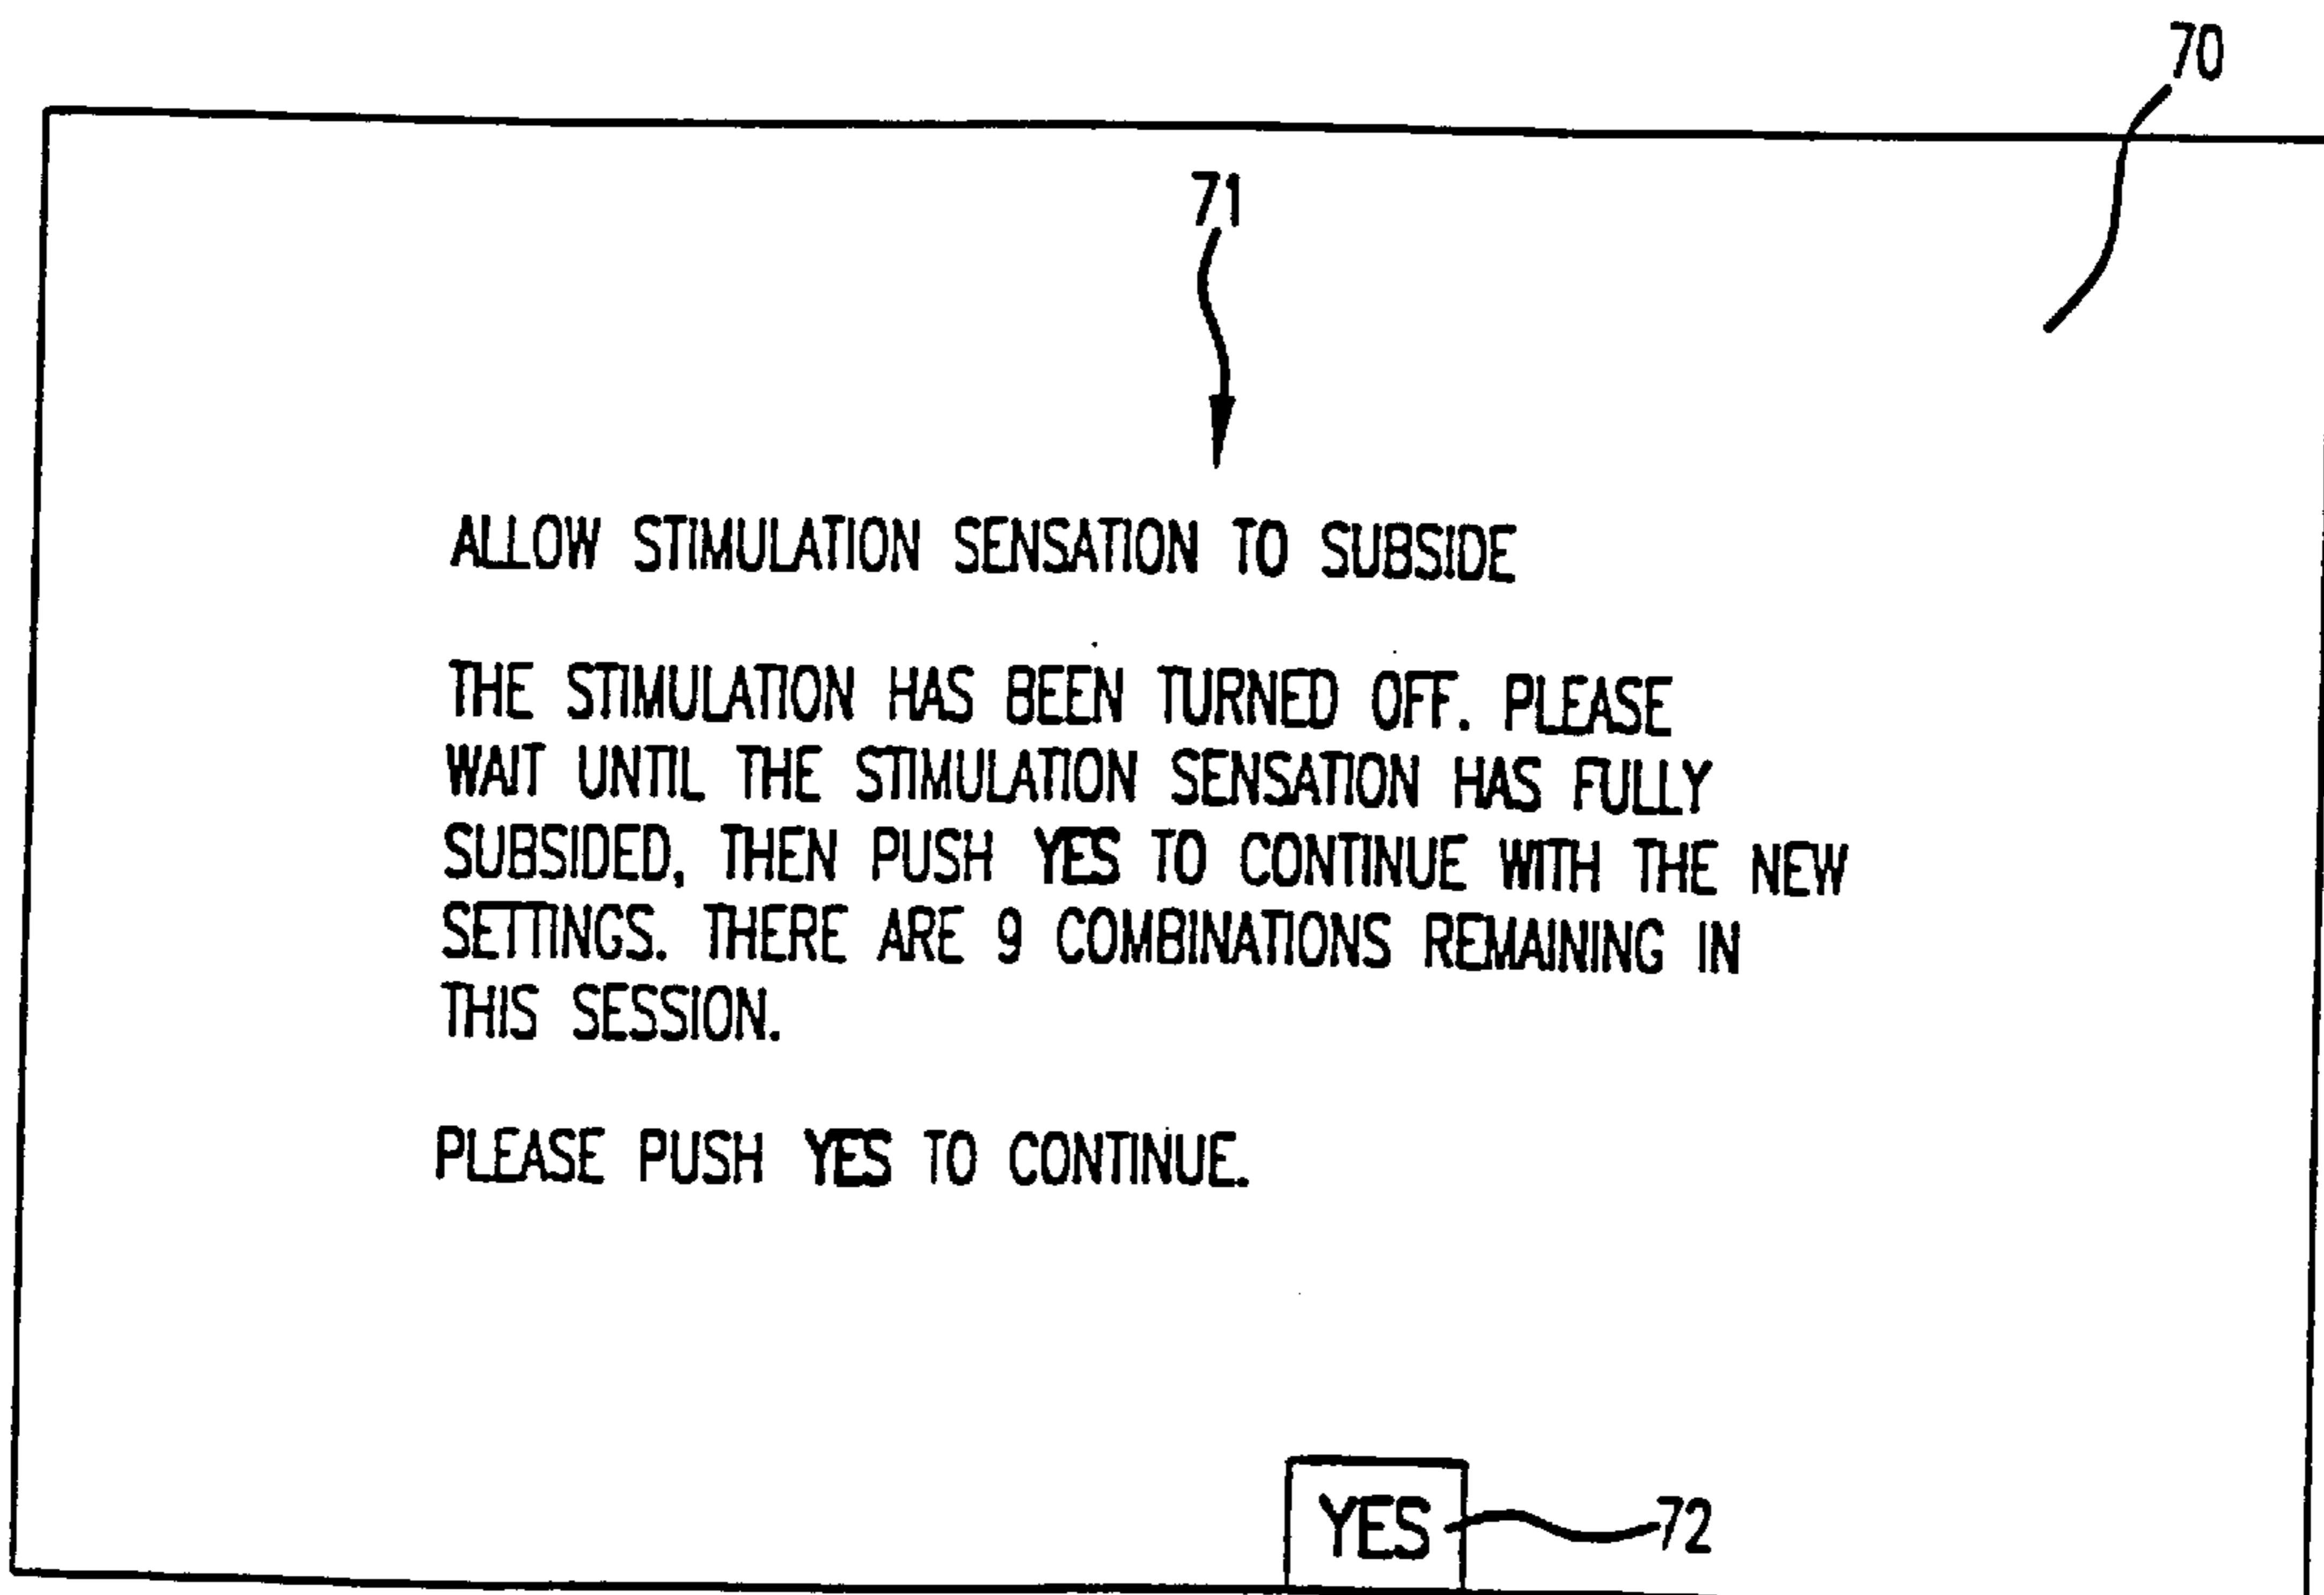 70
71
ALLOW STIMULATION SENSATION TO SUBSIDE
THE STIMULATION HAS BEEN TURNED OFF. PLEASE
WAIT UNTIL THE STIMULATION SENSATION HAS FULLY
SUBSIDED, THEN PUSH YES TO CONTINUE WITH THE NEW
SETTINGS. THERE ARE 9 COMBINATIONS REMAINING IN
THIS SESSION.
PLEASE PUSH YES TO CONTINUE.
YES 72